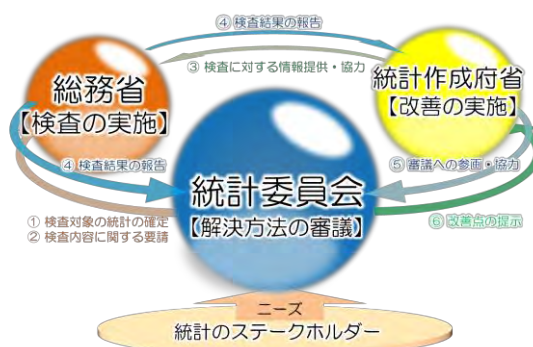 ④ 検査結果の報告
③ 検査に対する情報提供・協力
総務省
【検査の実施】
統計作成府省
【改善の実施】
④ 検査結果の報告
⑤ 審議への参画・協力
統計委員会
【解決方法の審議】
① 検査対象の統計の確定
② 検査内容に関する要請
⑥ 改善点の提示
ニーズ
統計のステークホルダー